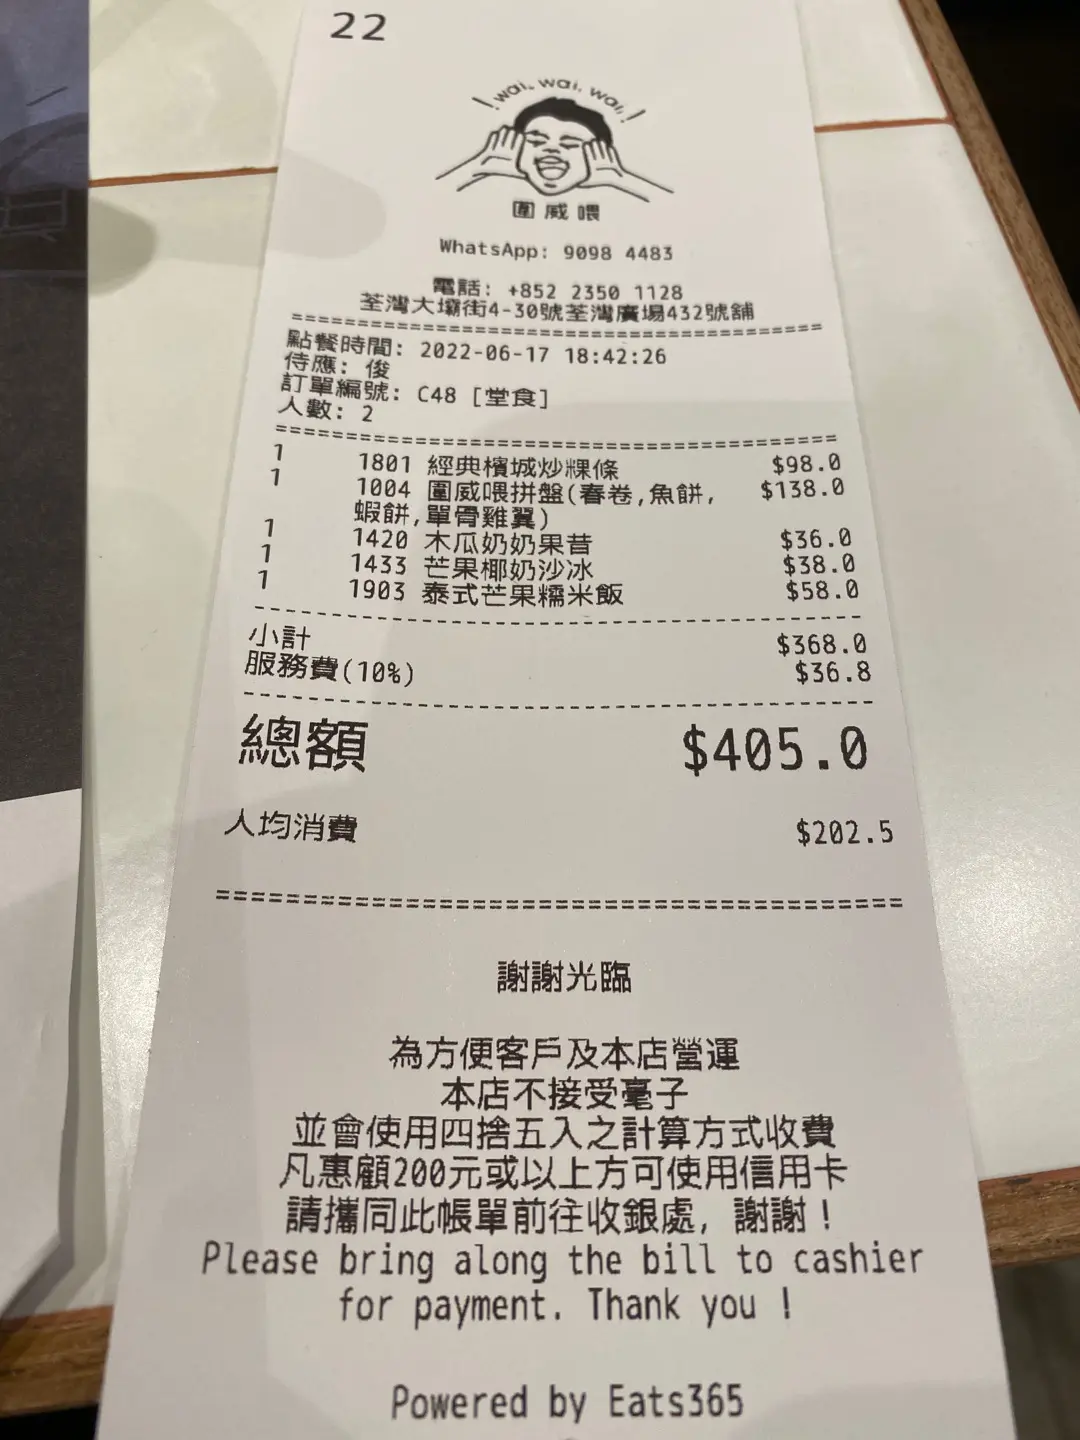 22
wai, wai, wai,
圍威喂
WhatsApp: 9098 4483
電話: +852 2350 1128
荃灣大壩街4-30號荃灣廣場432號舖
========================================
點餐時間: 2022-06-17 18:42:26
侍應: 俊
訂單編號: C48 [堂食]
人數: 2
========================================
1 1801 經典檳城炒粿條 $98.0
1 1004 圍威喂拼盤(春卷,魚餅, $138.0
蝦餅,單骨雞翼)
1 1420 木瓜奶奶果昔 $36.0
1 1433 芒果椰奶沙冰 $38.0
1 1903 泰式芒果糯米飯 $58.0
----------------------------------------
小計 $368.0
服務費(10%) $36.8
----------------------------------------
總額 $405.0
人均消費 $202.5
========================================
謝謝光臨
為方便客戶及本店營運
本店不接受毫子
並會使用四捨五入之計算方式收費
凡惠顧200元或以上方可使用信用卡
請攜同此帳單前往收銀處, 謝謝!
Please bring along the bill to cashier
for payment. Thank you !
Powered by Eats365